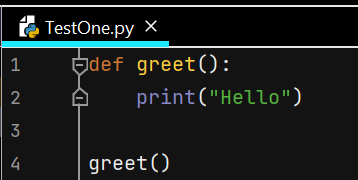 TestOne.py ×
1 def greet():
2     print("Hello")
3
4 greet()